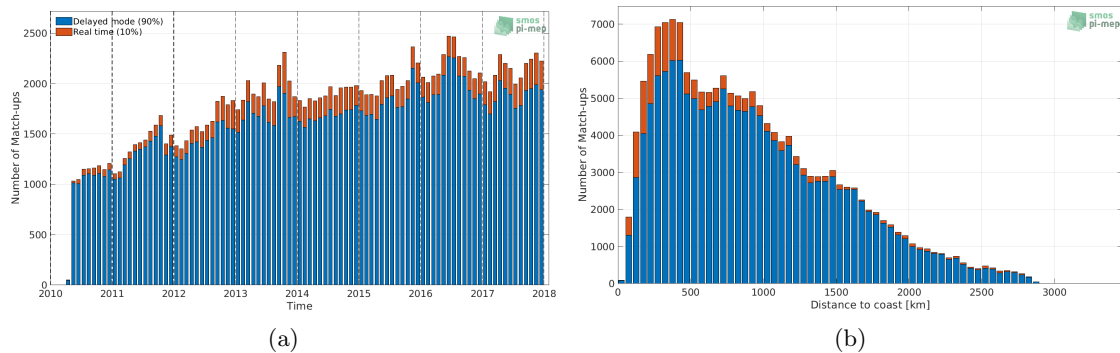 Delayed mode (90%)
Real time (10%)
smos
pi-mep
Number of Match-ups
2500
2000
1500
1000
500
0
2010 2011 2012 2013 2014 2015 2016 2017 2018
Time
(a)
smos
pi-mep
Number of Match-ups
7000
6000
5000
4000
3000
2000
1000
0
0 500 1000 1500 2000 2500 3000
Distance to coast [km]
(b)